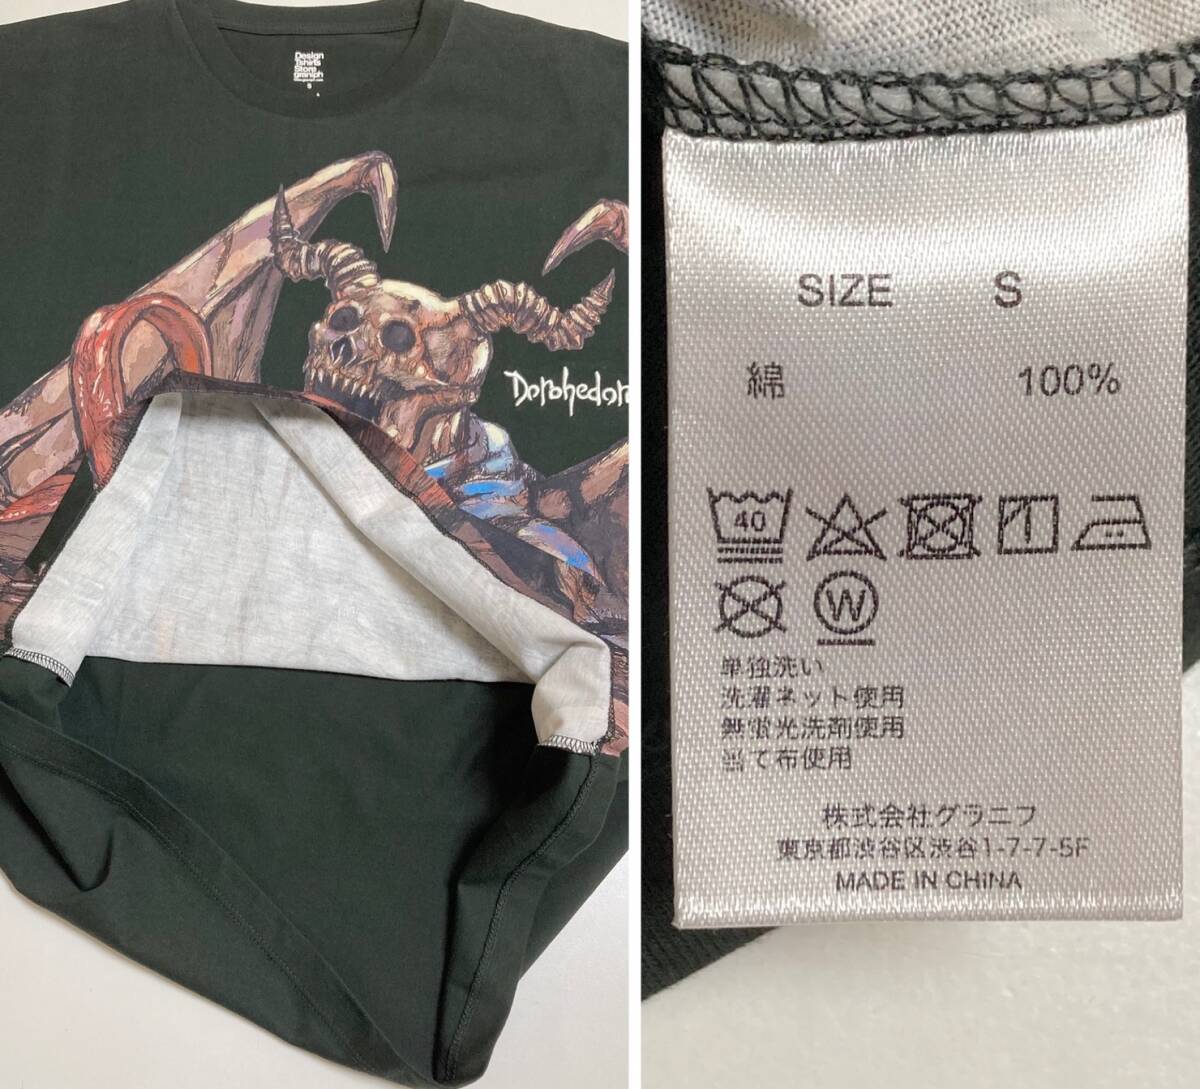 Design
Tshirts
Store
graniph
S
Dorohedoro
SIZE S
綿 100%
40
W
単独洗い
洗濯ネット使用
無蛍光洗剤使用
当て布使用
株式会社グラニフ
東京都渋谷区渋谷1-7-7-5F
MADE IN CHINA